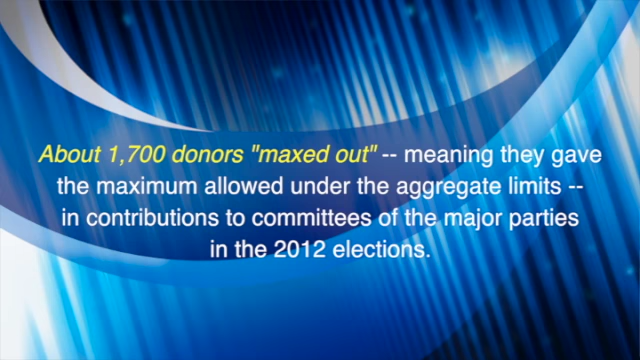 About 1,700 donors "maxed out" -- meaning they gave
the maximum allowed under the aggregate limits --
in contributions to committees of the major parties
in the 2012 elections.